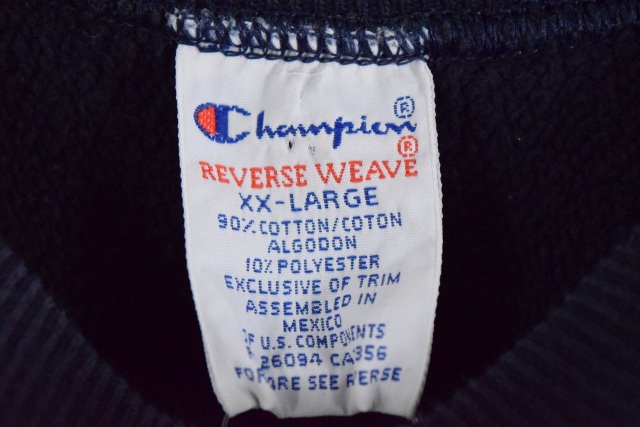 Champion®
REVERSE WEAVE®
XX-LARGE
90% COTTON/COTON
ALGODON
10% POLYESTER
EXCLUSIVE OF TRIM
ASSEMBLED IN
MEXICO
OF U.S. COMPONENTS
26094
SEE